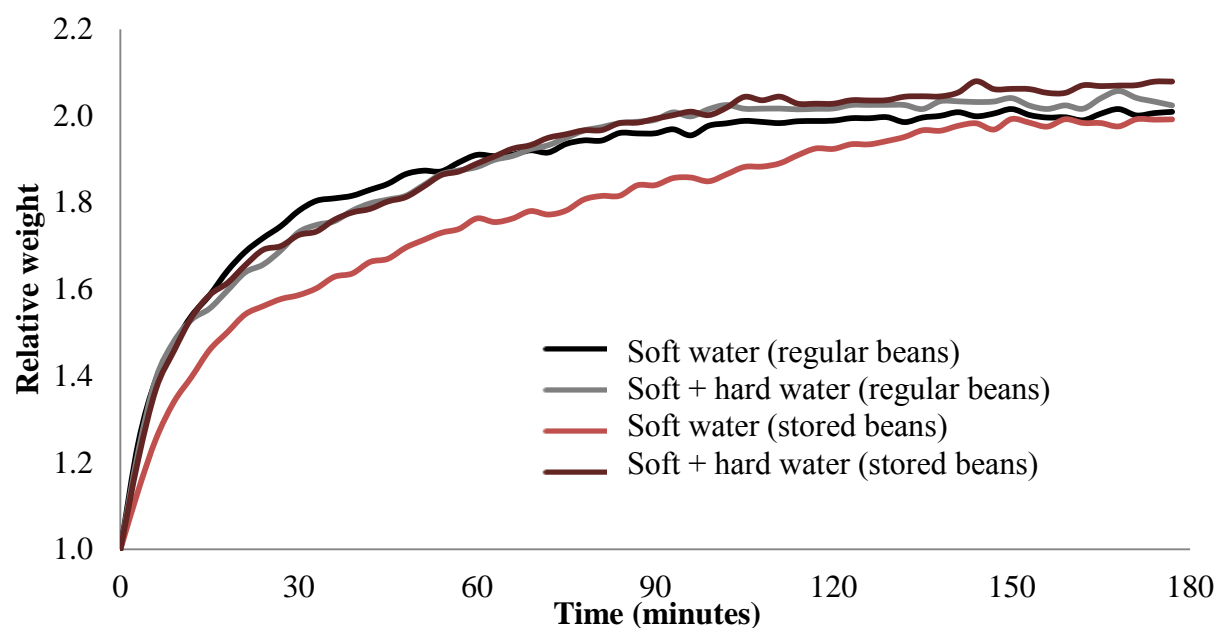 2.2
2.0
1.8
1.6
1.4
1.2
1.0
Relative weight
Soft water (regular beans)
Soft + hard water (regular beans)
Soft water (stored beans)
Soft + hard water (stored beans)
0 30 60 90 120 150 180
Time (minutes)